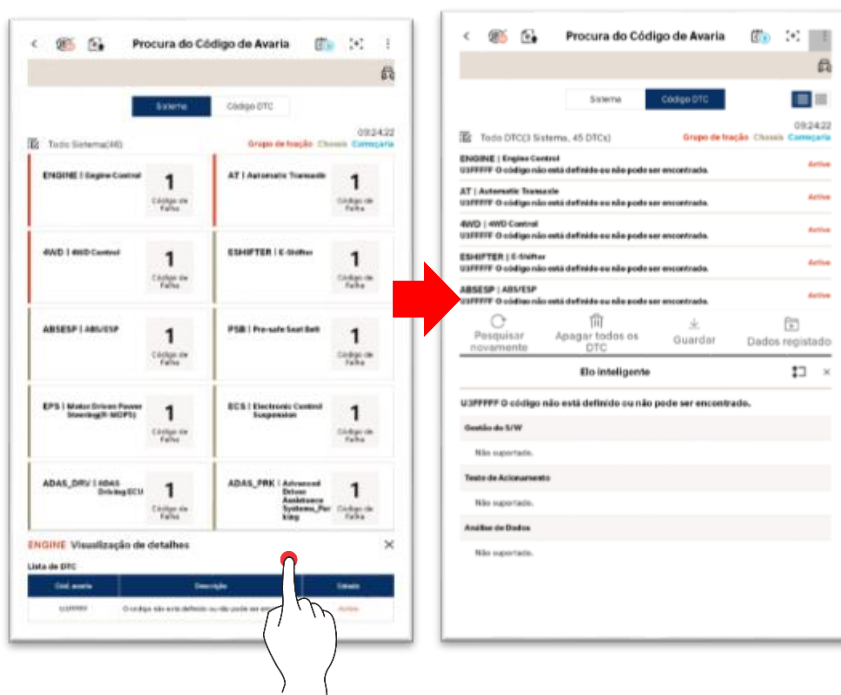 Procura do Código de Avaria
Sistema
Código DTC
09:24:22
Todo Sistema(46)
Grupo de tração Chassis Carroçaria
ENGINE | Engine Control
1
Código de
Falha
AT | Automatic Transaxle
1
Código de
Falha
4WD | 4WD Control
1
Código de
Falha
ESHIFTER | E-Shifter
1
Código de
Falha
ABSESP | ABS/ESP
1
Código de
Falha
PSB | Pre-safe Seat Belt
1
Código de
Falha
EPS | Motor Driven Power
Steering(R-MDPS)
1
Código de
Falha
ECS | Electronic Control
Suspension
1
Código de
Falha
ADAS_DRV | ADAS
Driving ECU
1
Código de
Falha
ADAS_PRK | Advanced
Driver
Assistance
Systems_Par
king
1
Código de
Falha
ENGINE Visualização de detalhes
Lista de DTC
Cód. avaria
Descrição
Estado
U3FFFFF
O código não está definido ou não pode ser
Active
Procura do Código de Avaria
Sistema
Código DTC
09:24:22
Todo DTC(3 Sistema, 45 DTCs)
Grupo de tração Chassis
ENGINE | Engine Control
U3FFFFF O código não está definido ou não pode ser encontrado.
Active
AT | Automatic Transaxle
U3FFFFF O código não está definido ou não pode ser encontrado.
Active
4WD | 4WD Control
U3FFFFF O código não está definido ou não pode ser encontrado.
Active
ESHIFTER | E-Shifter
U3FFFFF O código não está definido ou não pode ser encontrado.
Active
ABSESP | ABS/ESP
U3FFFFF O código não está definido ou não pode ser encontrado.
Active
Pesquisar
novamente
Apagar todos os
DTC
Guardar
Dados registado
Elo inteligente
U3FFFFF O código não está definido ou não pode ser encontrado.
Gestão do S/W
Não suportado.
Teste de Acionamento
Não suportado.
Análise de Dados
Não suportado.